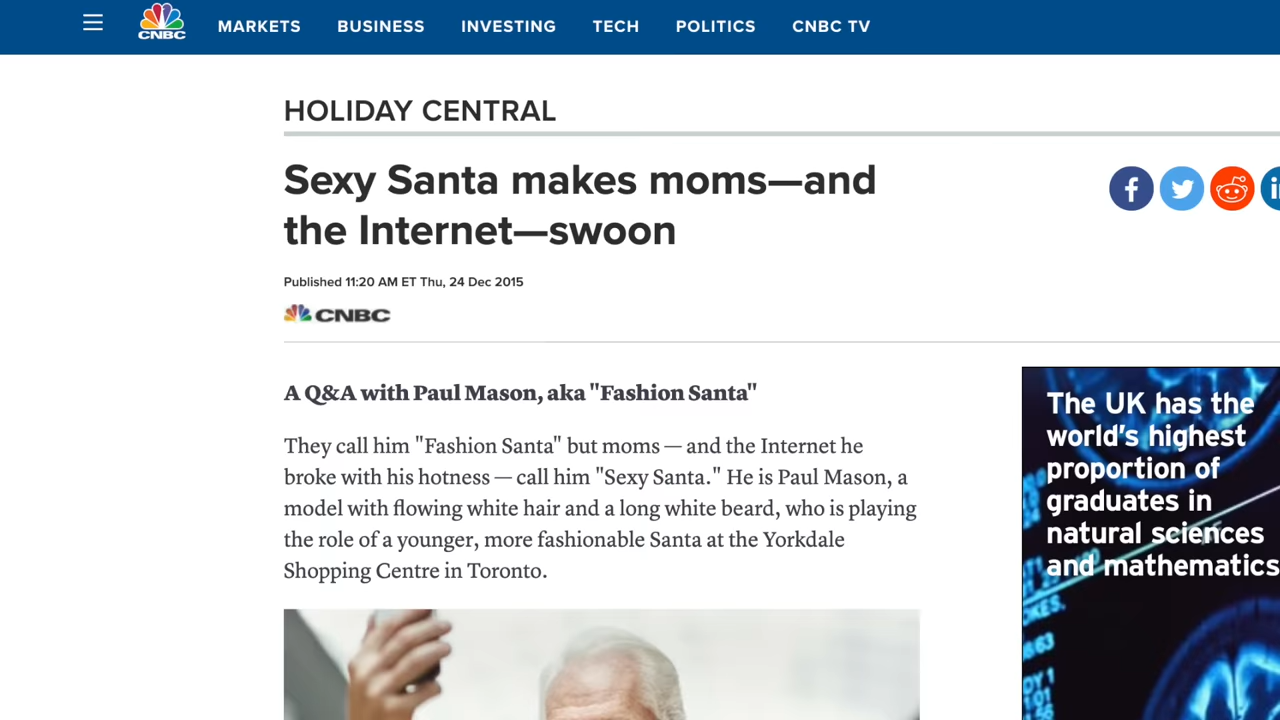 CNBC
MARKETS
BUSINESS
INVESTING
TECH
POLITICS
CNBC TV
HOLIDAY CENTRAL
Sexy Santa makes moms—and
the Internet—swoon
Published 11:20 AM ET Thu, 24 Dec 2015
CNBC
A Q&A with Paul Mason, aka "Fashion Santa"
They call him "Fashion Santa" but moms — and the Internet he
broke with his hotness — call him "Sexy Santa." He is Paul Mason, a
model with flowing white hair and a long white beard, who is playing
the role of a younger, more fashionable Santa at the Yorkdale
Shopping Centre in Toronto.
The UK has the
world's highest
proportion of
graduates in
natural sciences
and mathematics